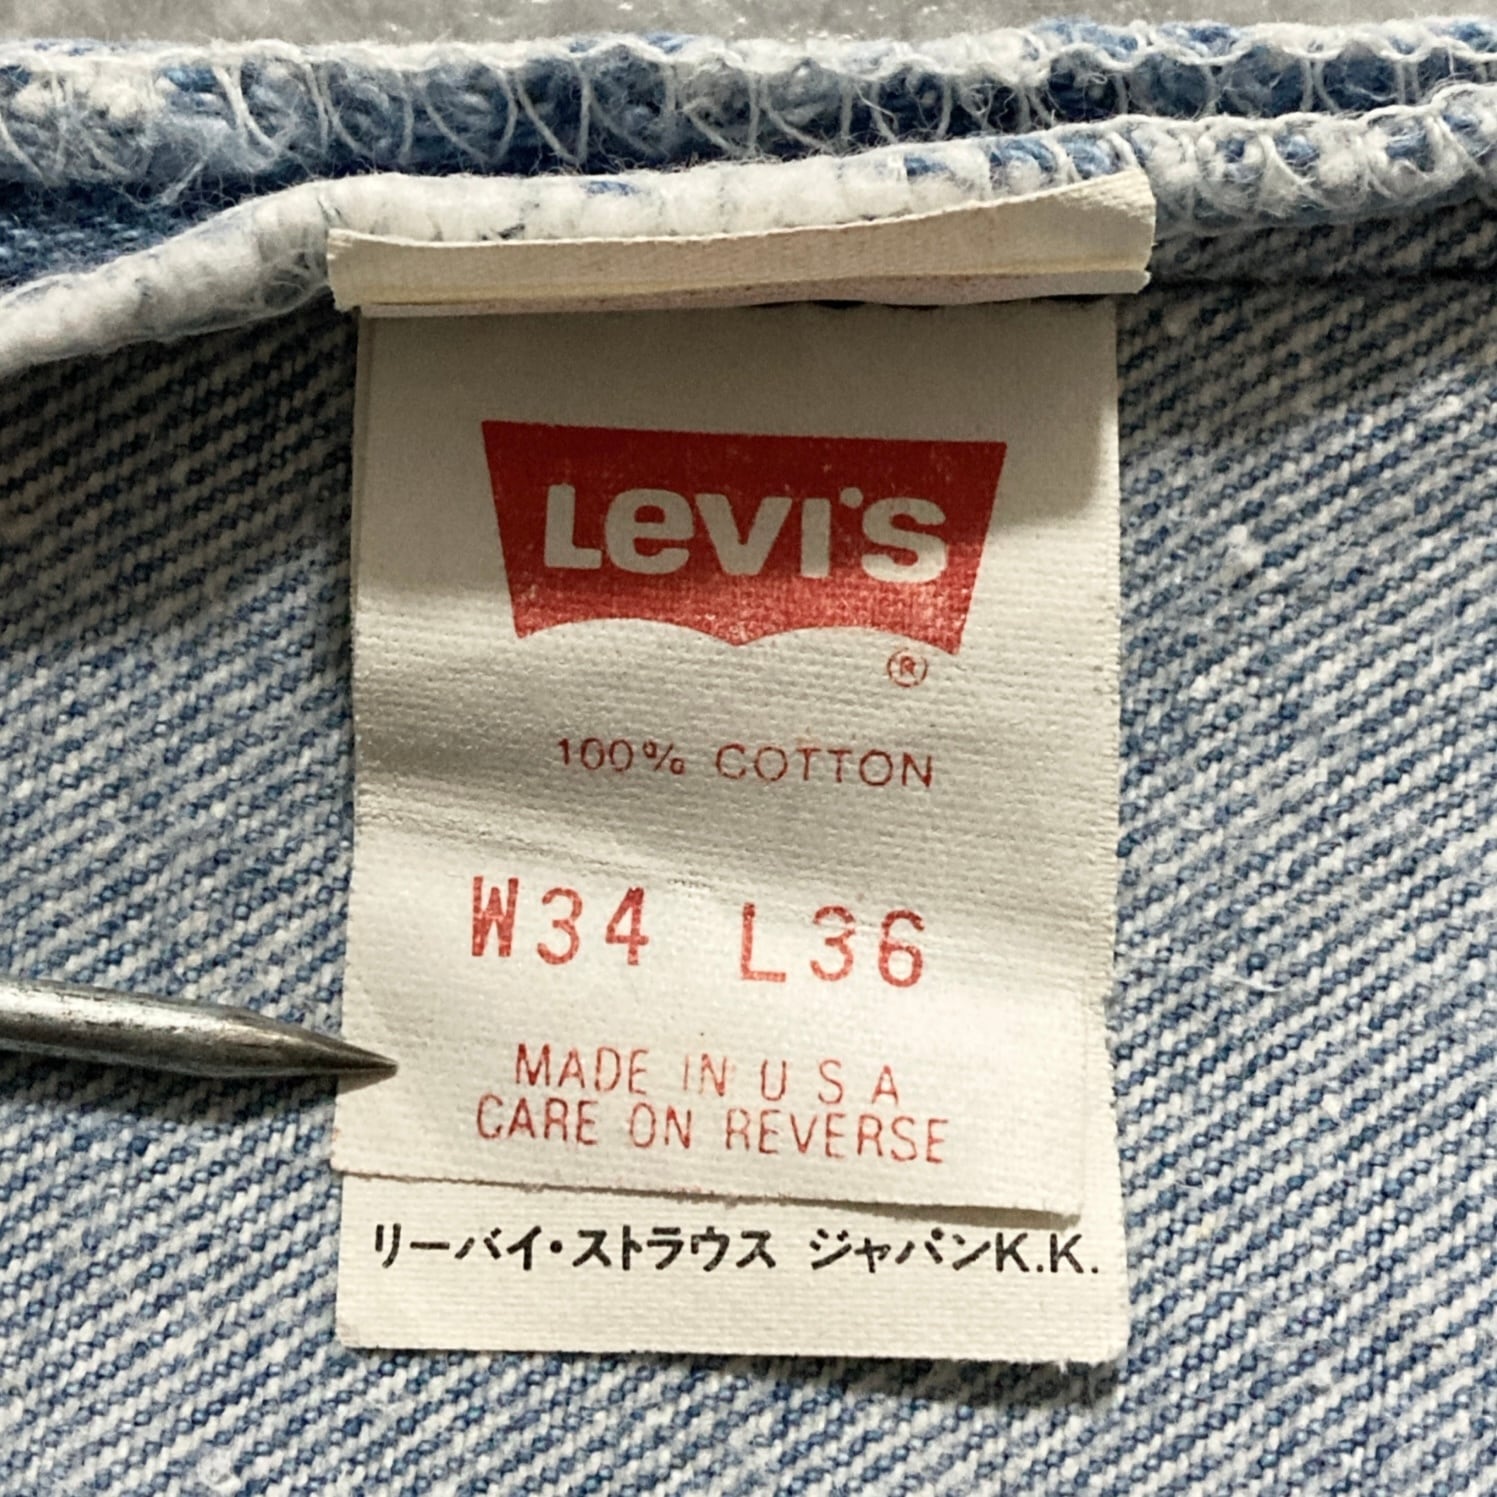 Levi's
®
100% COTTON
W34 L36
MADE IN U S A
CARE ON REVERSE
リーバイ・ストラウス ジャパンK.K.